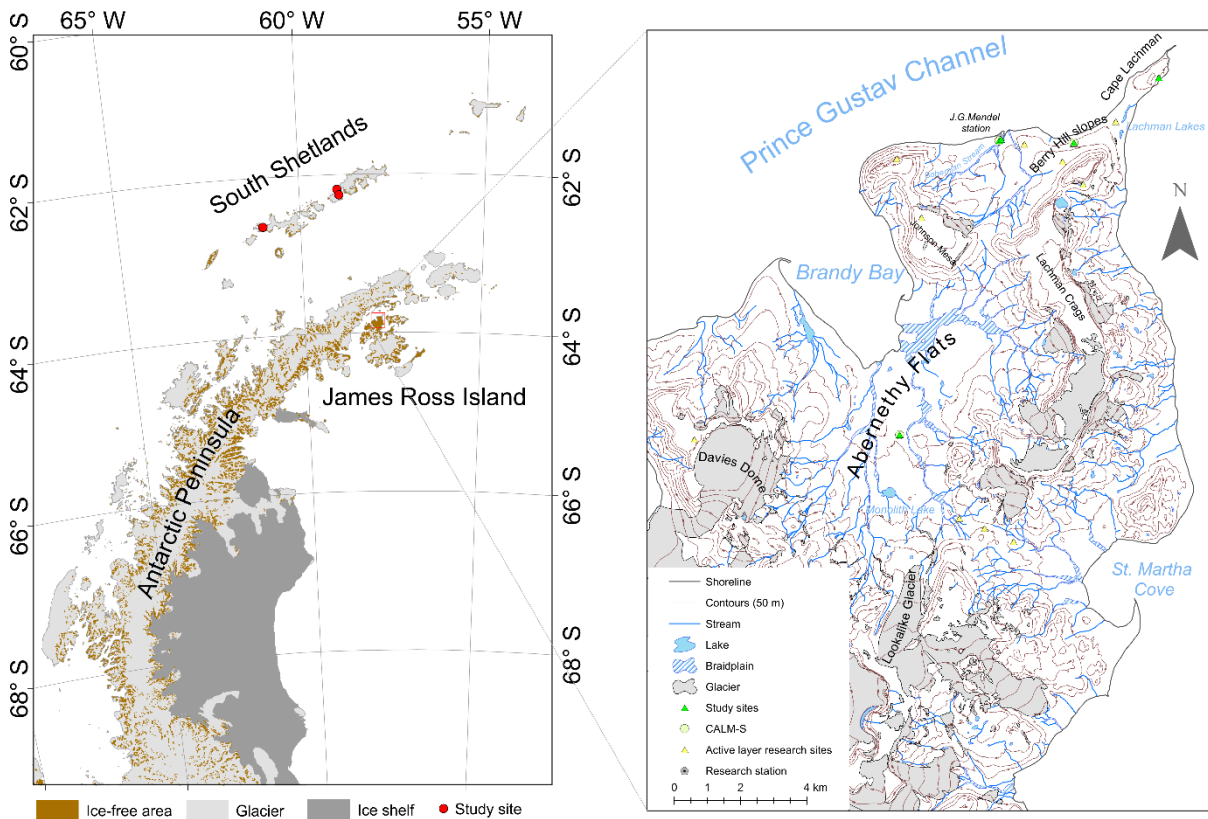 65° W
60° W
55° W
60° S
62° S
64° S
66° S
68° S
62° S
64° S
66° S
68° S
South Shetlands
James Ross Island
Antarctic Peninsula
Ice-free area
Glacier
Ice shelf
Study site
Prince Gustav Channel
Cape Lachman
J.G.Mendel
station
Berry Hill slopes
Lachman Lakes
N
Johnson Mesa
Brandy Bay
Lachman Crags
Abernethy Flats
Davies Dome
Monolith Lake
St. Martha
Cove
Lookalike Glacier
Shoreline
Contours (50 m)
Stream
Lake
Braidplain
Glacier
Study sites
CALM-S
Active layer research sites
Research station
0 1 2 4 km